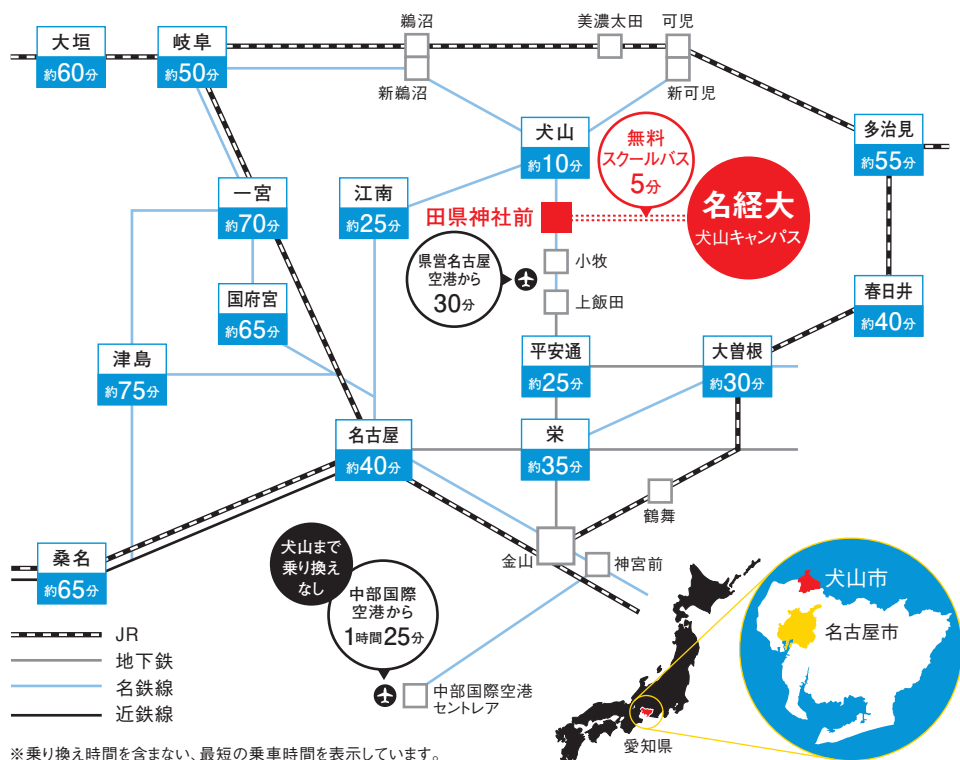 大垣
約60分
岐阜
約50分
鵜沼
新鵜沼
美濃太田
可児
新可児
犬山
約10分
無料
スクールバス
5分
多治見
約55分
一宮
約70分
江南
約25分
田県神社前
名経大
犬山キャンパス
県営名古屋
空港から
30分
小牧
上飯田
国府宮
約65分
春日井
約40分
津島
約75分
平安通
約25分
大曽根
約30分
名古屋
約40分
栄
約35分
鶴舞
金山
神宮前
桑名
約65分
犬山まで
乗り換え
なし
中部国際
空港から
1時間25分
中部国際空港
セントレア
JR
地下鉄
名鉄線
近鉄線
犬山市
名古屋市
愛知県
※乗り換え時間を含まない、最短の乗車時間を表示しています。